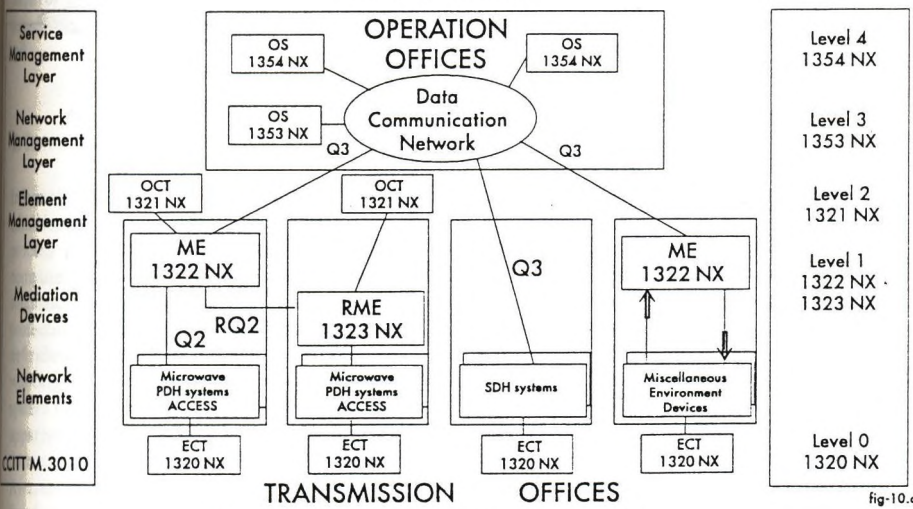 Service
Management
Layer
Network
Management
Layer
Element
Management
Layer
Mediation
Devices
Network
Elements
CCITT M.3010
OPERATION
OFFICES
OS
1354 NX
OS
1354 NX
OS
1353 NX
Data
Communication
Network
Q3
Q3
OCT
1321 NX
OCT
1321 NX
ME
1322 NX
RQ2
Q2
RME
1323 NX
Q3
ME
1322 NX
Microwave
PDH systems
ACCESS
Microwave
PDH systems
ACCESS
SDH systems
Miscellaneous
Environment
Devices
ECT
1320 NX
ECT
1320 NX
ECT
1320 NX
ECT
1320 NX
TRANSMISSION OFFICES
Level 4
1354 NX
Level 3
1353 NX
Level 2
1321 NX
Level 1
1322 NX
1323 NX
Level 0
1320 NX